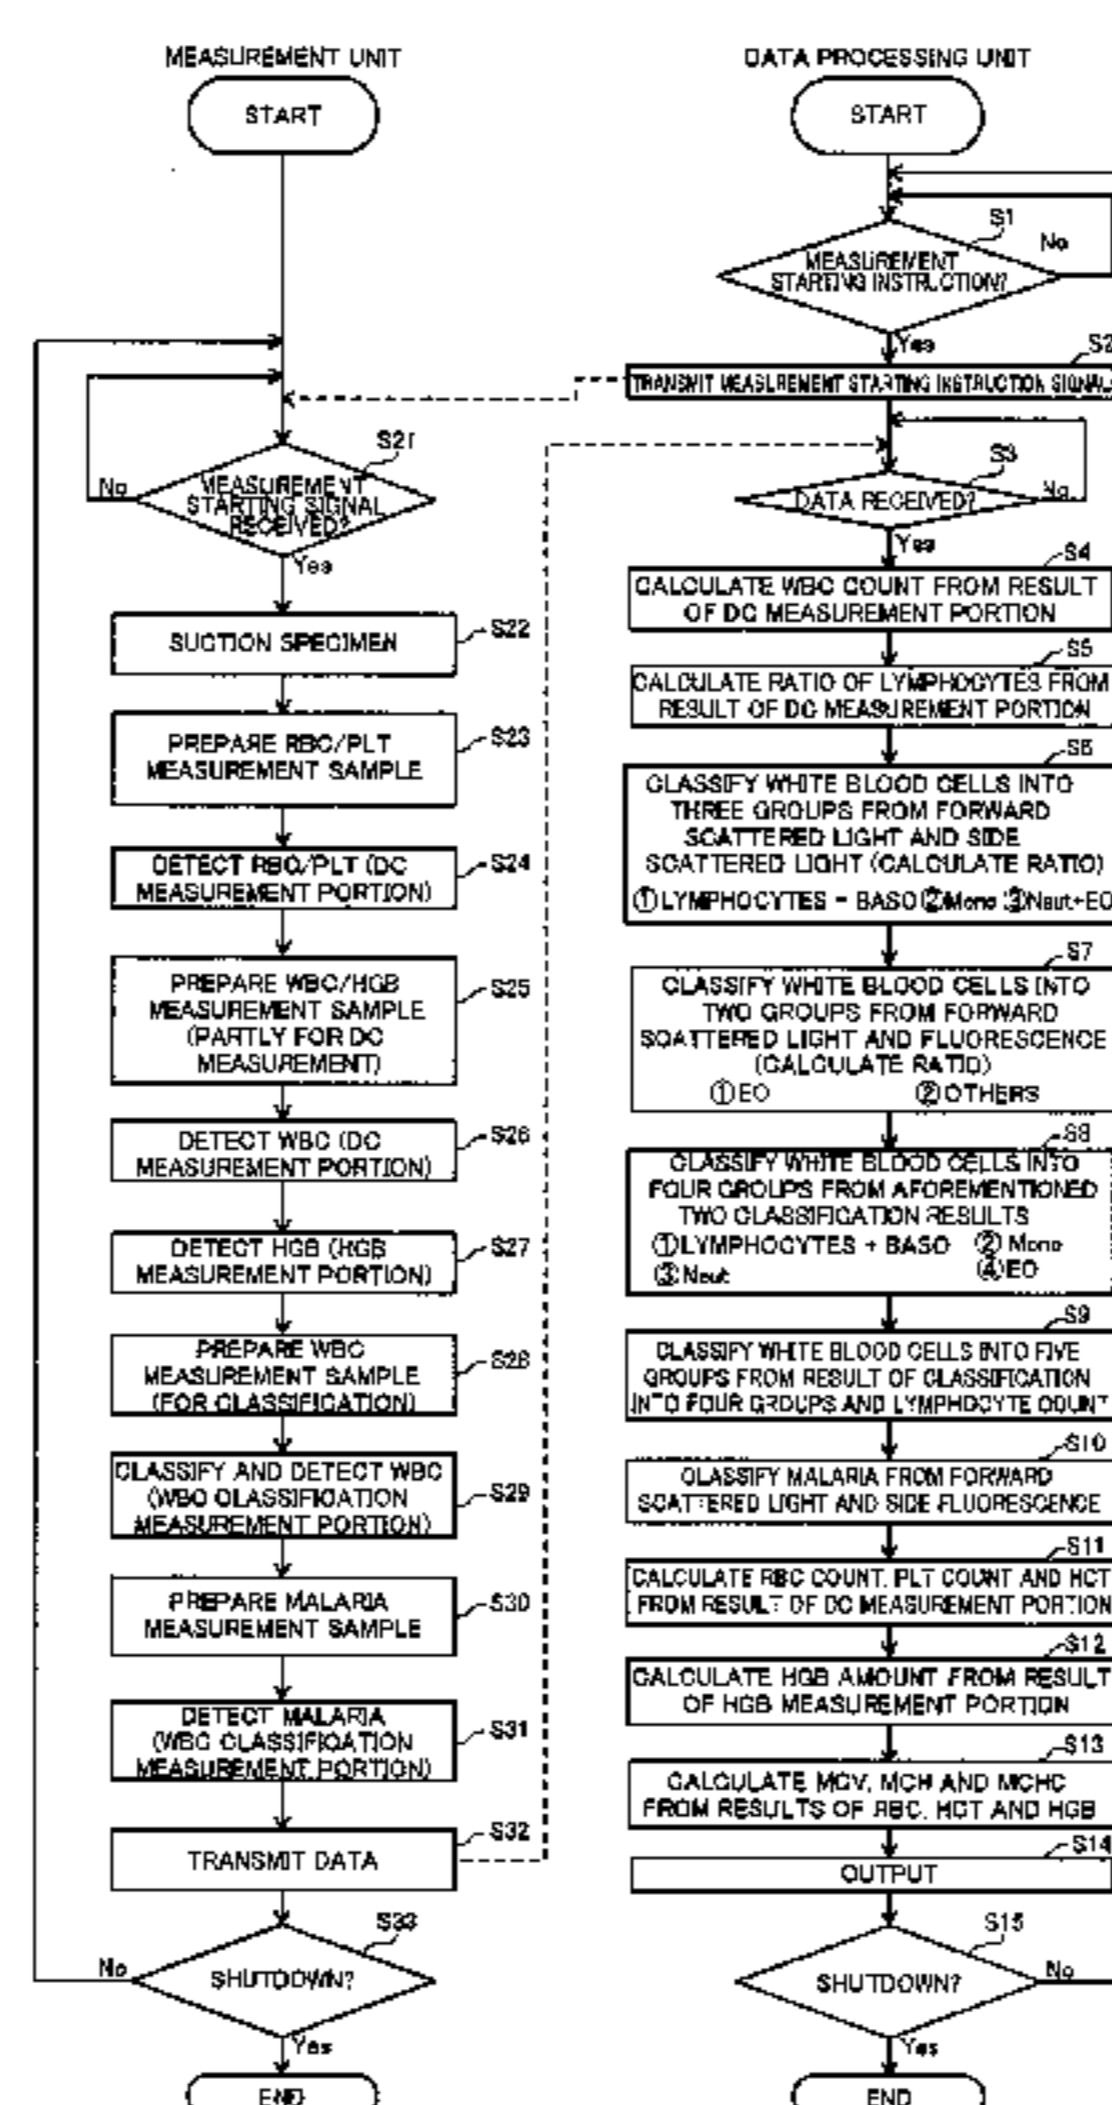 MEASUREMENT UNIT
START
S21
MEASUREMENT
STARTING SIGNAL
RECEIVED?
No
Yes
SUCTION SPECIMEN
S22
PREPARE RBC/PLT
MEASUREMENT SAMPLE
S23
DETECT RBC/PLT (DC
MEASUREMENT PORTION)
S24
PREPARE WBC/HGB
MEASUREMENT SAMPLE
(PARTLY FOR DC
MEASUREMENT)
S25
DETECT WBC (DC
MEASUREMENT PORTION)
S26
DETECT HGB (HGB
MEASUREMENT PORTION)
S27
PREPARE WBC
MEASUREMENT SAMPLE
(FOR CLASSIFICATION)
S28
CLASSIFY AND DETECT WBC
(WBC CLASSIFICATION
MEASUREMENT PORTION)
S29
PREPARE MALARIA
MEASUREMENT SAMPLE
S30
DETECT MALARIA
(WBC CLASSIFICATION
MEASUREMENT PORTION)
S31
TRANSMIT DATA
S32
S33
SHUTDOWN?
No
Yes
END
DATA PROCESSING UNIT
START
S1
MEASUREMENT
STARTING INSTRUCTION?
No
Yes
S2
TRANSMIT MEASUREMENT STARTING INSTRUCTION SIGNALS
S3
DATA RECEIVED?
No
Yes
S4
CALCULATE WBC COUNT FROM RESULT
OF DC MEASUREMENT PORTION
S5
CALCULATE RATIO OF LYMPHOCYTES FROM
RESULT OF DC MEASUREMENT PORTION
S6
CLASSIFY WHITE BLOOD CELLS INTO
THREE GROUPS FROM FORWARD
SCATTERED LIGHT AND SIDE
SCATTERED LIGHT (CALCULATE RATIO)
①LYMPHOCYTES + BASO ②Mono ③Neut+EO
S7
CLASSIFY WHITE BLOOD CELLS INTO
TWO GROUPS FROM FORWARD
SCATTERED LIGHT AND FLUORESCENCE
(CALCULATE RATIO)
①EO ②OTHERS
S8
CLASSIFY WHITE BLOOD CELLS INTO
FOUR GROUPS FROM AFOREMENTIONED
TWO CLASSIFICATION RESULTS
①LYMPHOCYTES + BASO ②Mono
③Neut ④EO
S9
CLASSIFY WHITE BLOOD CELLS INTO FIVE
GROUPS FROM RESULT OF CLASSIFICATION
INTO FOUR GROUPS AND LYMPHOCYTE COUNT
S10
CLASSIFY MALARIA FROM FORWARD
SCATTERED LIGHT AND SIDE FLUORESCENCE
S11
CALCULATE RBC COUNT, PLT COUNT AND HCT
FROM RESULT OF DC MEASUREMENT PORTION
S12
CALCULATE HGB AMOUNT FROM RESULT
OF HGB MEASUREMENT PORTION
S13
CALCULATE MCV, MCH AND MCHC
FROM RESULTS OF RBC, HCT AND HGB
S14
OUTPUT
S15
SHUTDOWN?
No
Yes
END